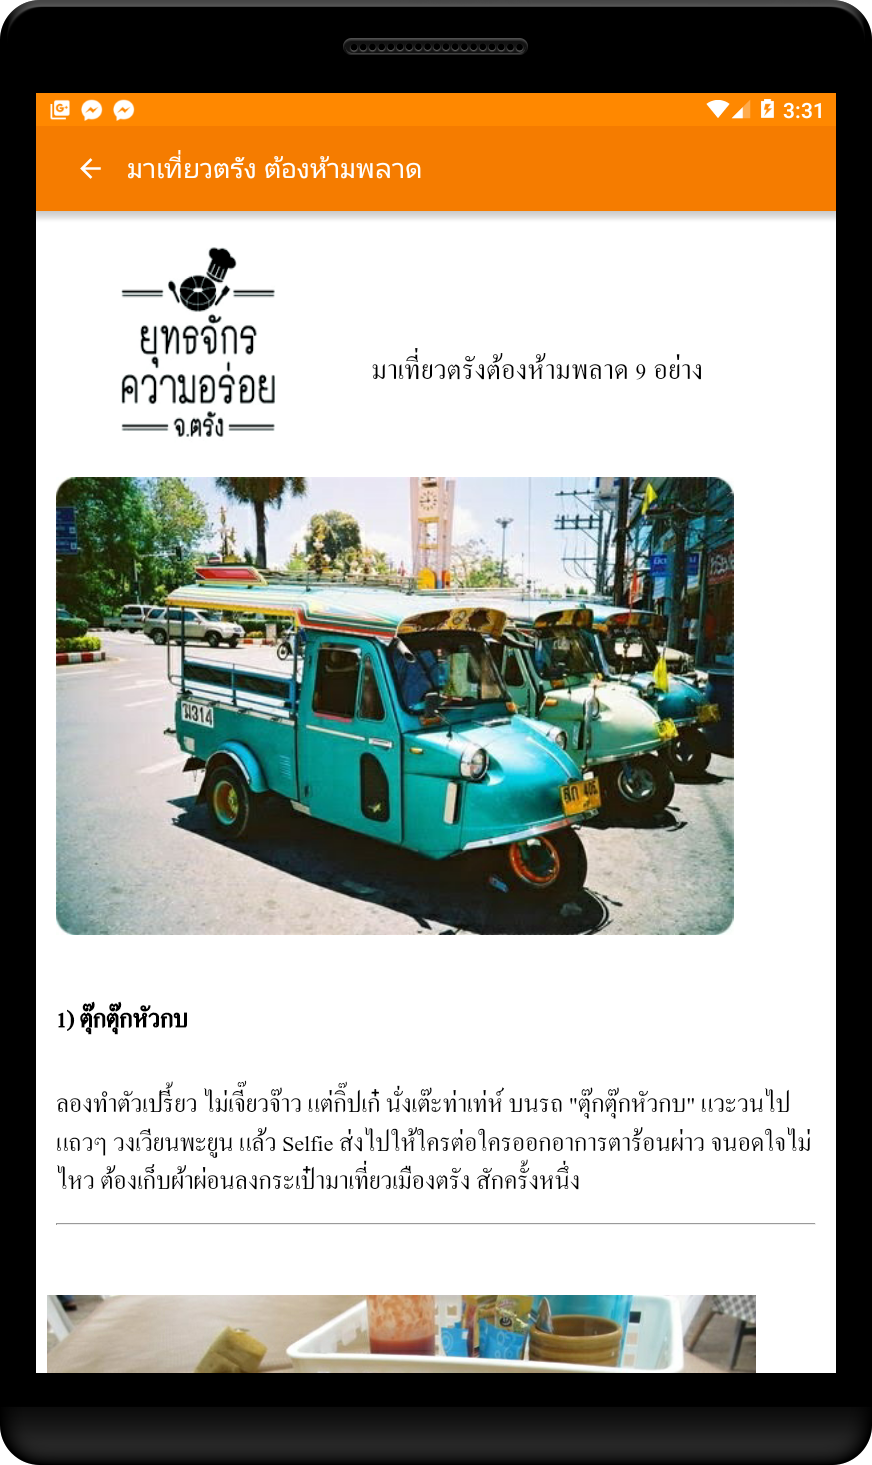 3:31
มาเที่ยวตรัง ต้องห้ามพลาด
ยุทธจักร
ความอร่อย
จ.ตรัง
มาเที่ยวตรังต้องห้ามพลาด 9 อย่าง
ม314
1) ตุ๊กตุ๊กหัวกบ
ลองทำตัวเปรี้ยว ไม่เจี๊ยวจ๊าว แต่กิ๊ปเก๋ นั่งเต๊ะท่าเท่ห์ บนรถ "ตุ๊กตุ๊กหัวกบ" แวะวนไป
แถวๆ วงเวียนพะยูน แล้ว Selfie ส่งไปให้ใครต่อใครออกอาการตาร้อนผ่าว จนอดใจไม่
ไหว ต้องเก็บผ้าผ่อนลงกระเป๋ามาเที่ยวเมืองตรัง สักครั้งหนึ่ง